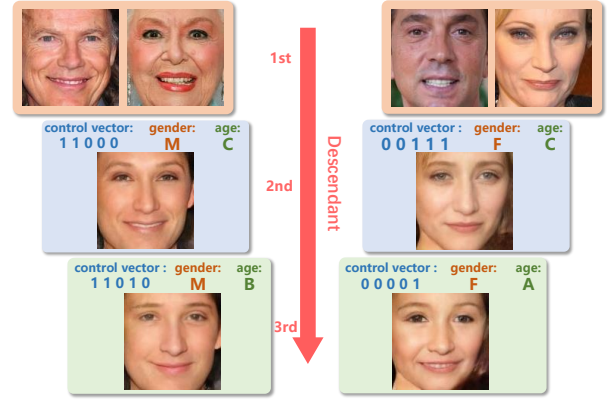 1st
control vector: gender: age:
1 1 0 0 0 M C
control vector : gender: age:
0 0 1 1 1 F C
Descendant
2nd
control vector : gender: age:
1 1 0 1 0 M B
control vector : gender: age:
0 0 0 0 1 F A
3rd